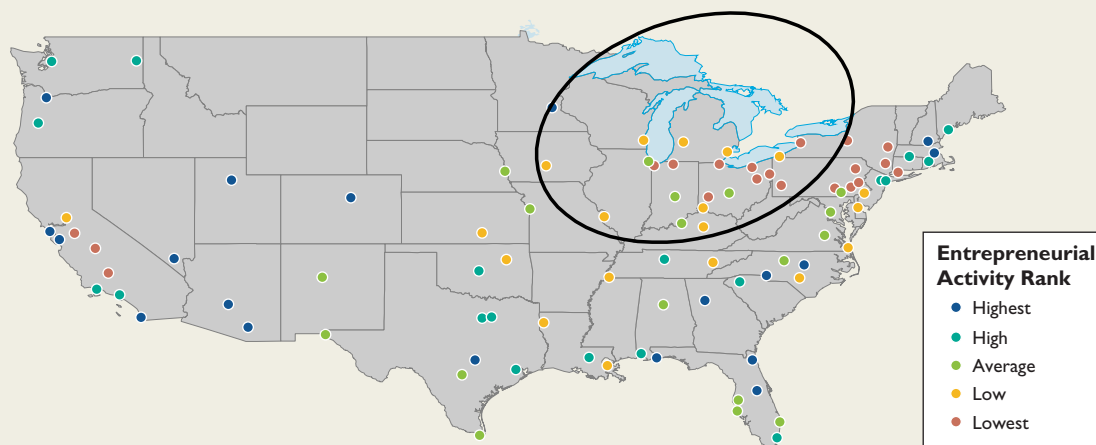 Entrepreneurial
Activity Rank
Highest
High
Average
Low
Lowest